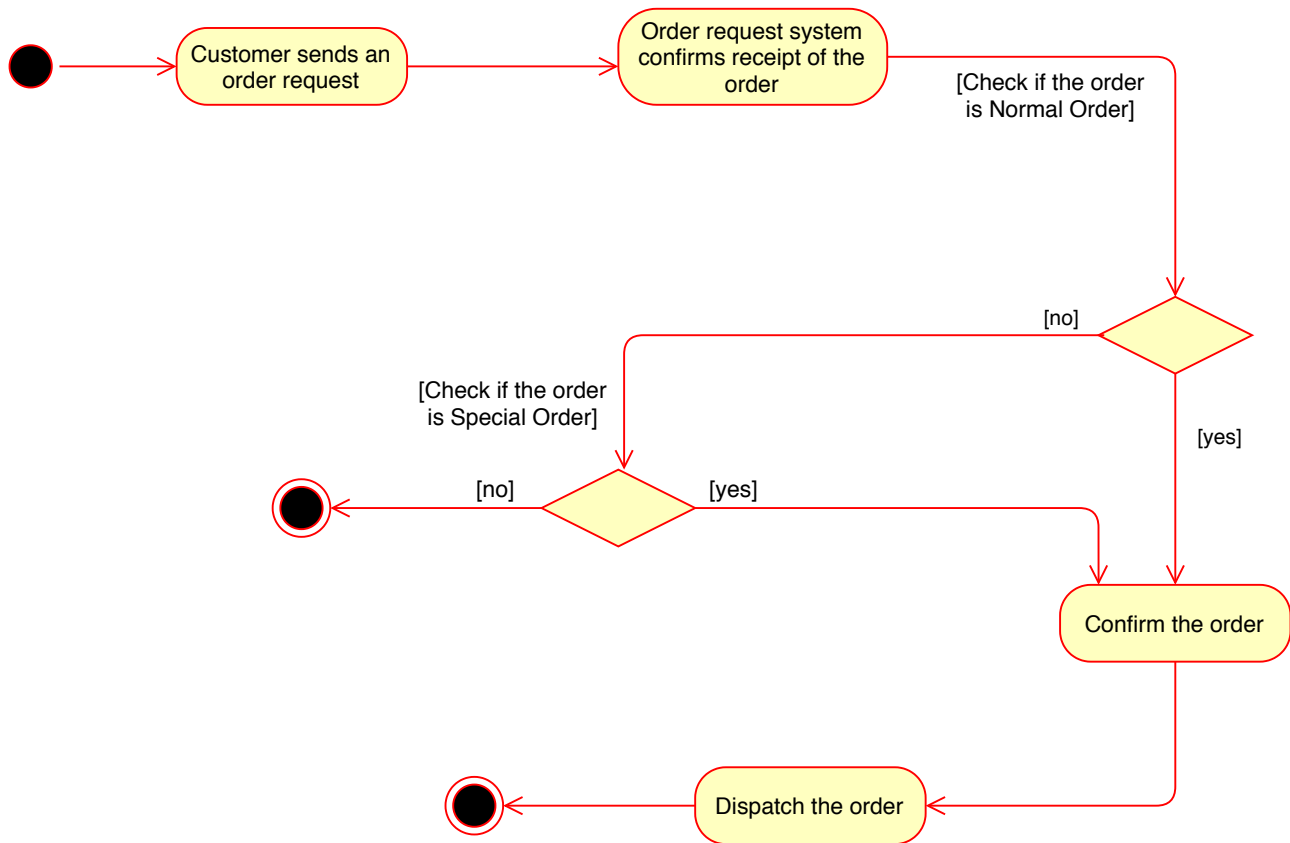 Customer sends an
order request
Order request system
confirms receipt of the
order
[Check if the order
is Normal Order]
[no]
[Check if the order
is Special Order]
[yes]
[no]
[yes]
Confirm the order
Dispatch the order